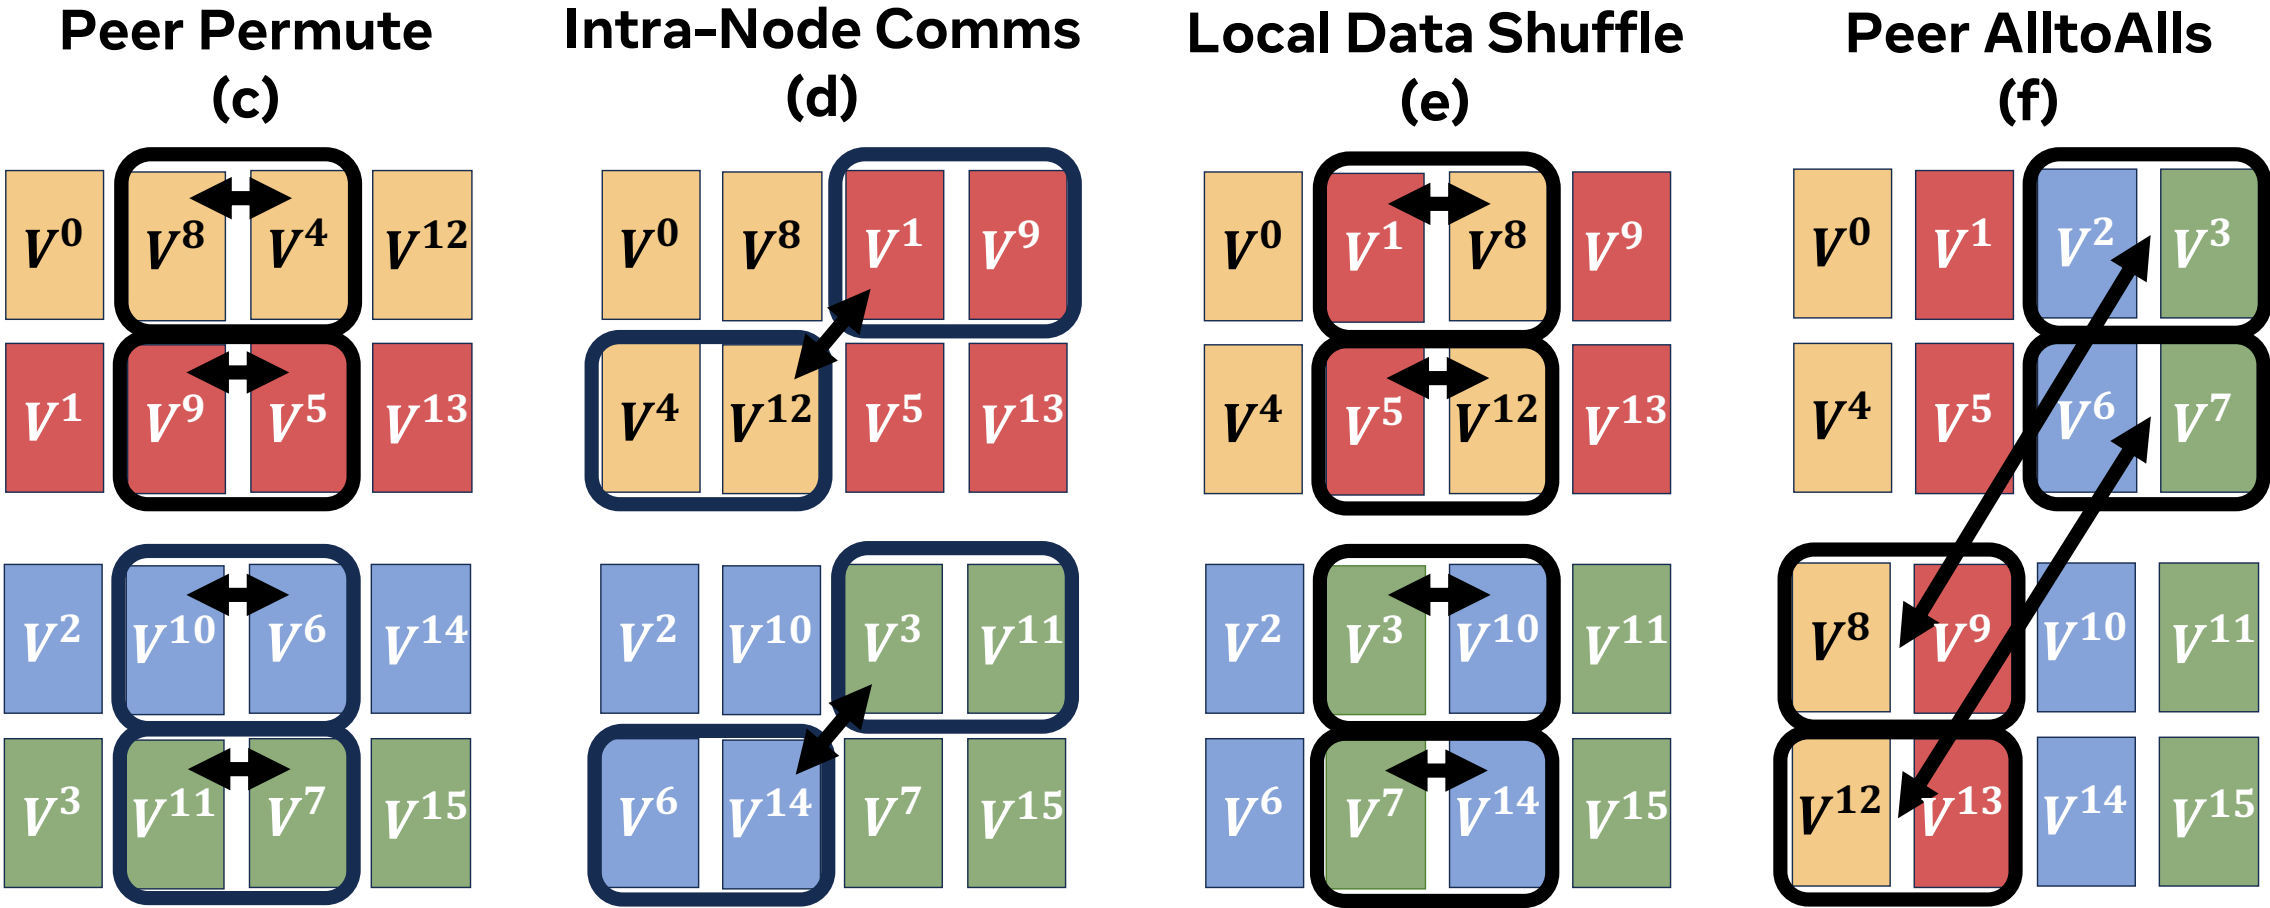 Peer Permute
(c)
V⁰ V⁸ V⁴ V¹²
V¹ V⁹ V⁵ V¹³
V² V¹⁰ V⁶ V¹⁴
V³ V¹¹ V⁷ V¹⁵
Intra-Node Comms
(d)
V⁰ V⁸ V¹ V⁹
V⁴ V¹² V⁵ V¹³
V² V¹⁰ V³ V¹¹
V⁶ V¹⁴ V⁷ V¹⁵
Local Data Shuffle
(e)
V⁰ V¹ V⁸ V⁹
V⁴ V⁵ V¹² V¹³
V² V³ V¹⁰ V¹¹
V⁶ V⁷ V¹⁴ V¹⁵
Peer AlltoAlls
(f)
V⁰ V¹ V² V³
V⁴ V⁵ V⁶ V⁷
V⁸ V⁹ V¹⁰ V¹¹
V¹² V¹³ V¹⁴ V¹⁵